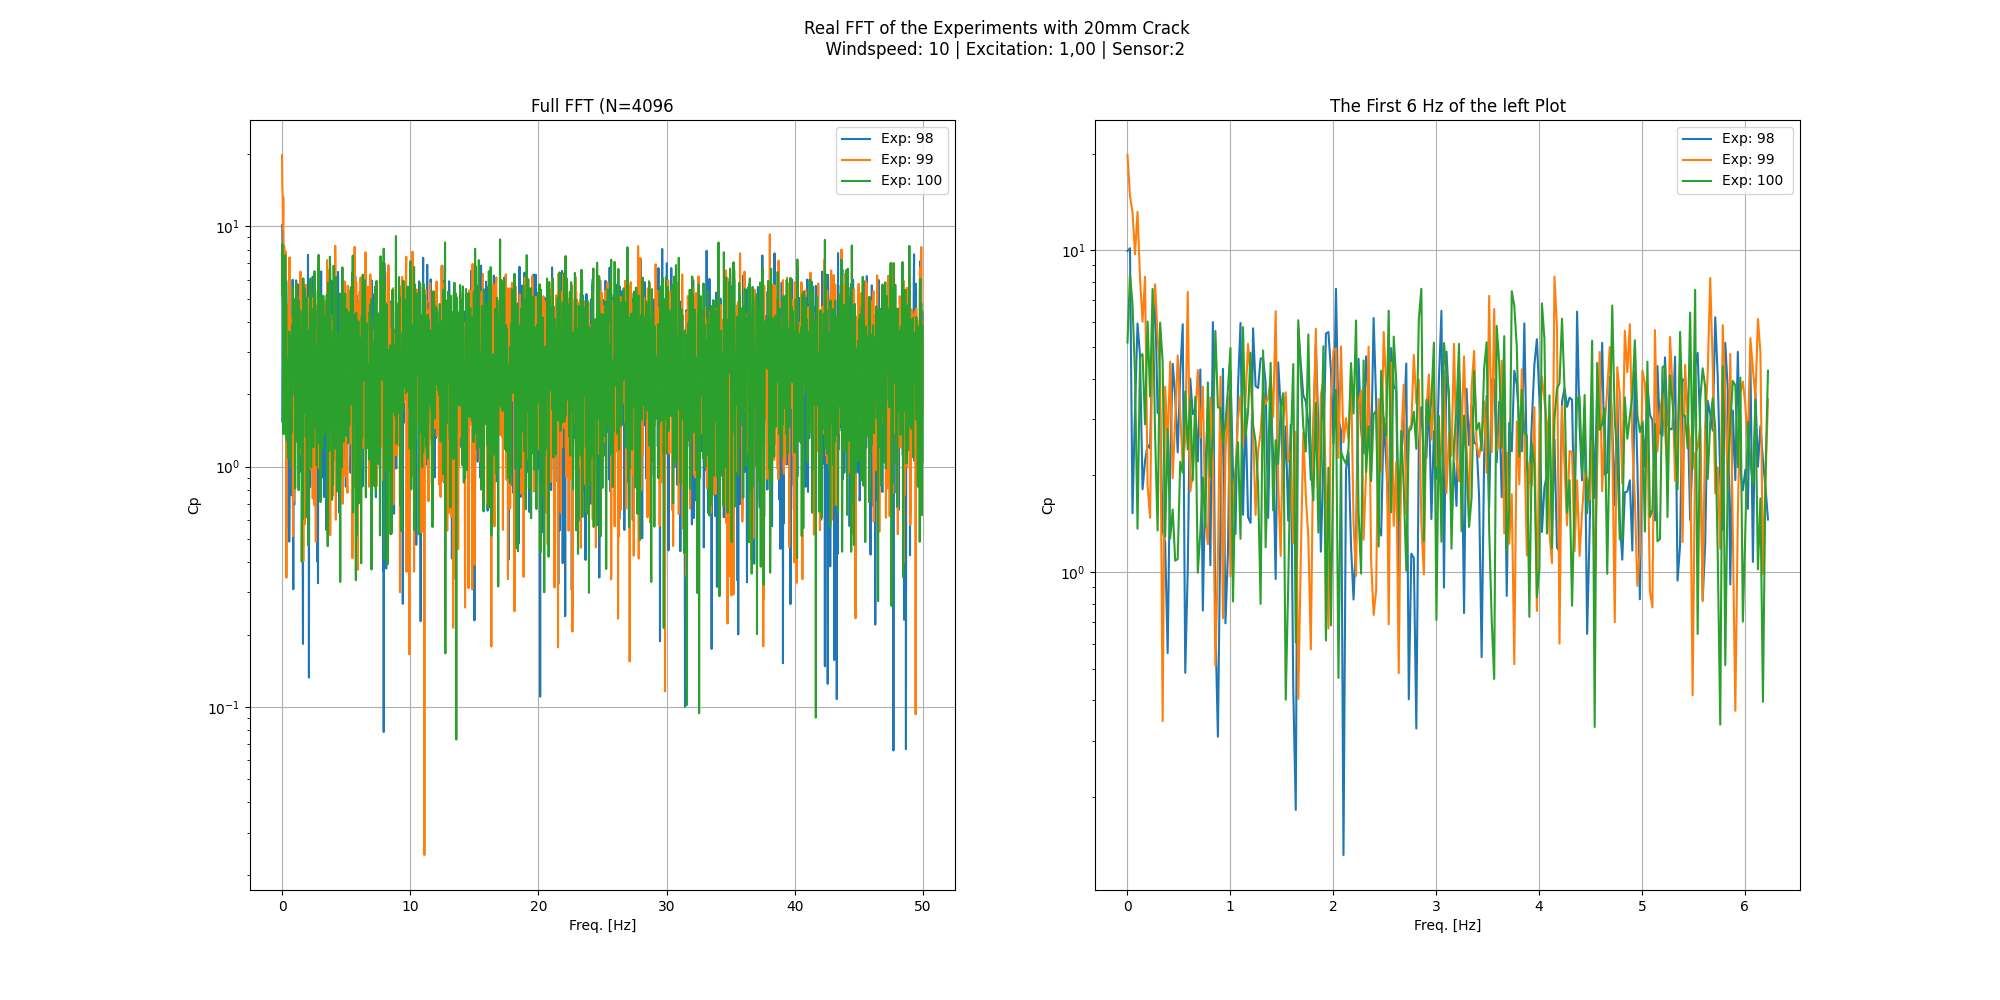 Real FFT of the Experiments with 20mm Crack
Windspeed: 10 | Excitation: 1,00 | Sensor:2
Full FFT (N=4096
Exp: 98
Exp: 99
Exp: 100
10¹
10⁰
10⁻¹
Cp
0 10 20 30 40 50
Freq. [Hz]
The First 6 Hz of the left Plot
Exp: 98
Exp: 99
Exp: 100
10¹
10⁰
Cp
0 1 2 3 4 5 6
Freq. [Hz]